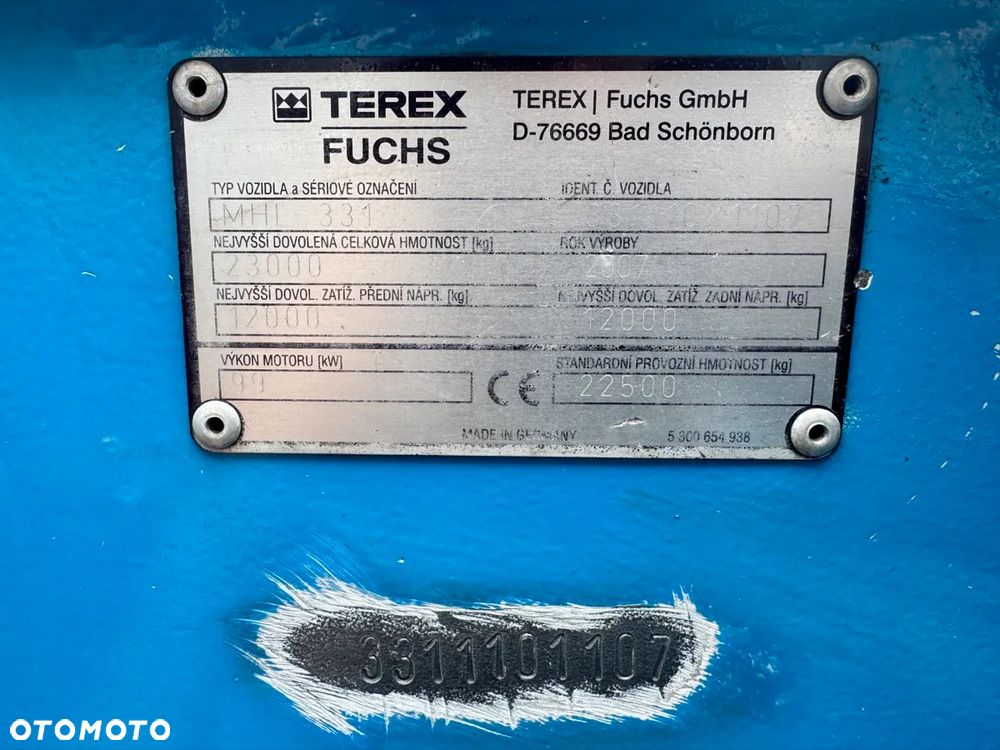 TEREX
FUCHS
TEREX | Fuchs GmbH
D-76669 Bad Schönborn
TYP VOZIDLA a SÉRIOVÉ OZNAČENÍ
IDENT. Č. VOZIDLA
MHL 331
NEJVYŠŠÍ DOVOLENÁ CELKOVÁ HMOTNOST [kg]
ROK VÝROBY
23000
2007
NEJVYŠŠÍ DOVOL. ZATÍŽ. PŘEDNÍ NÁPR. [kg]
NEJVYŠŠÍ DOVOL. ZATÍŽ. ZADNÍ NÁPR. [kg]
12000
12000
VÝKON MOTORU [kW]
STANDARDNÍ PROVOZNÍ HMOTNOST [kg]
99
CE
22500
MADE IN GERMANY
5 300 654 938
3311101107
OTOMOTO